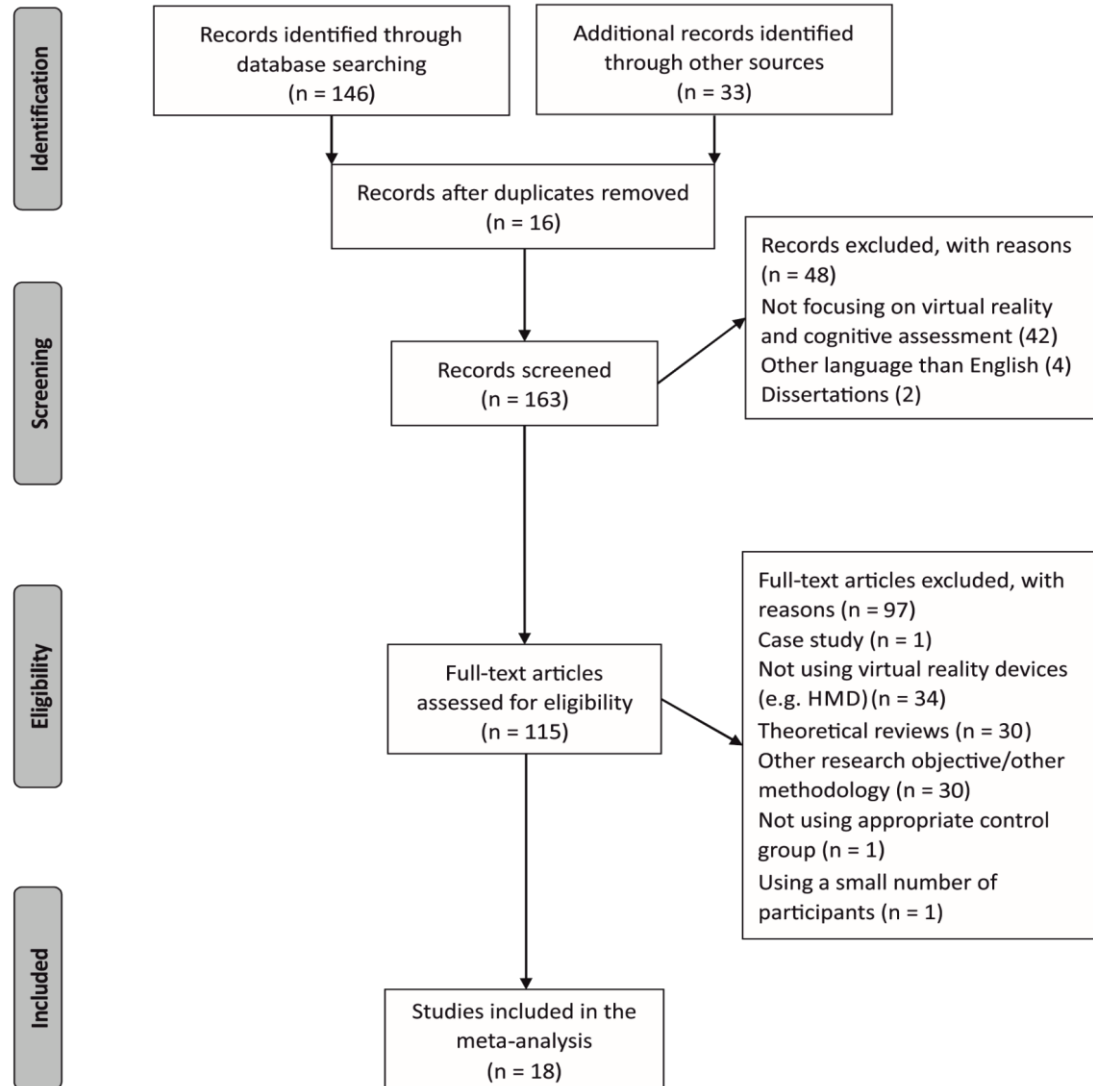 Identification
Records identified through
database searching
(n = 146)
Additional records identified
through other sources
(n = 33)
Records after duplicates removed
(n = 16)
Screening
Records screened
(n = 163)
Records excluded, with reasons
(n = 48)
Not focusing on virtual reality
and cognitive assessment (42)
Other language than English (4)
Dissertations (2)
Eligibility
Full-text articles
assessed for eligibility
(n = 115)
Full-text articles excluded, with
reasons (n = 97)
Case study (n = 1)
Not using virtual reality devices
(e.g. HMD) (n = 34)
Theoretical reviews (n = 30)
Other research objective/other
methodology (n = 30)
Not using appropriate control
group (n = 1)
Using a small number of
participants (n = 1)
Included
Studies included in the
meta-analysis
(n = 18)